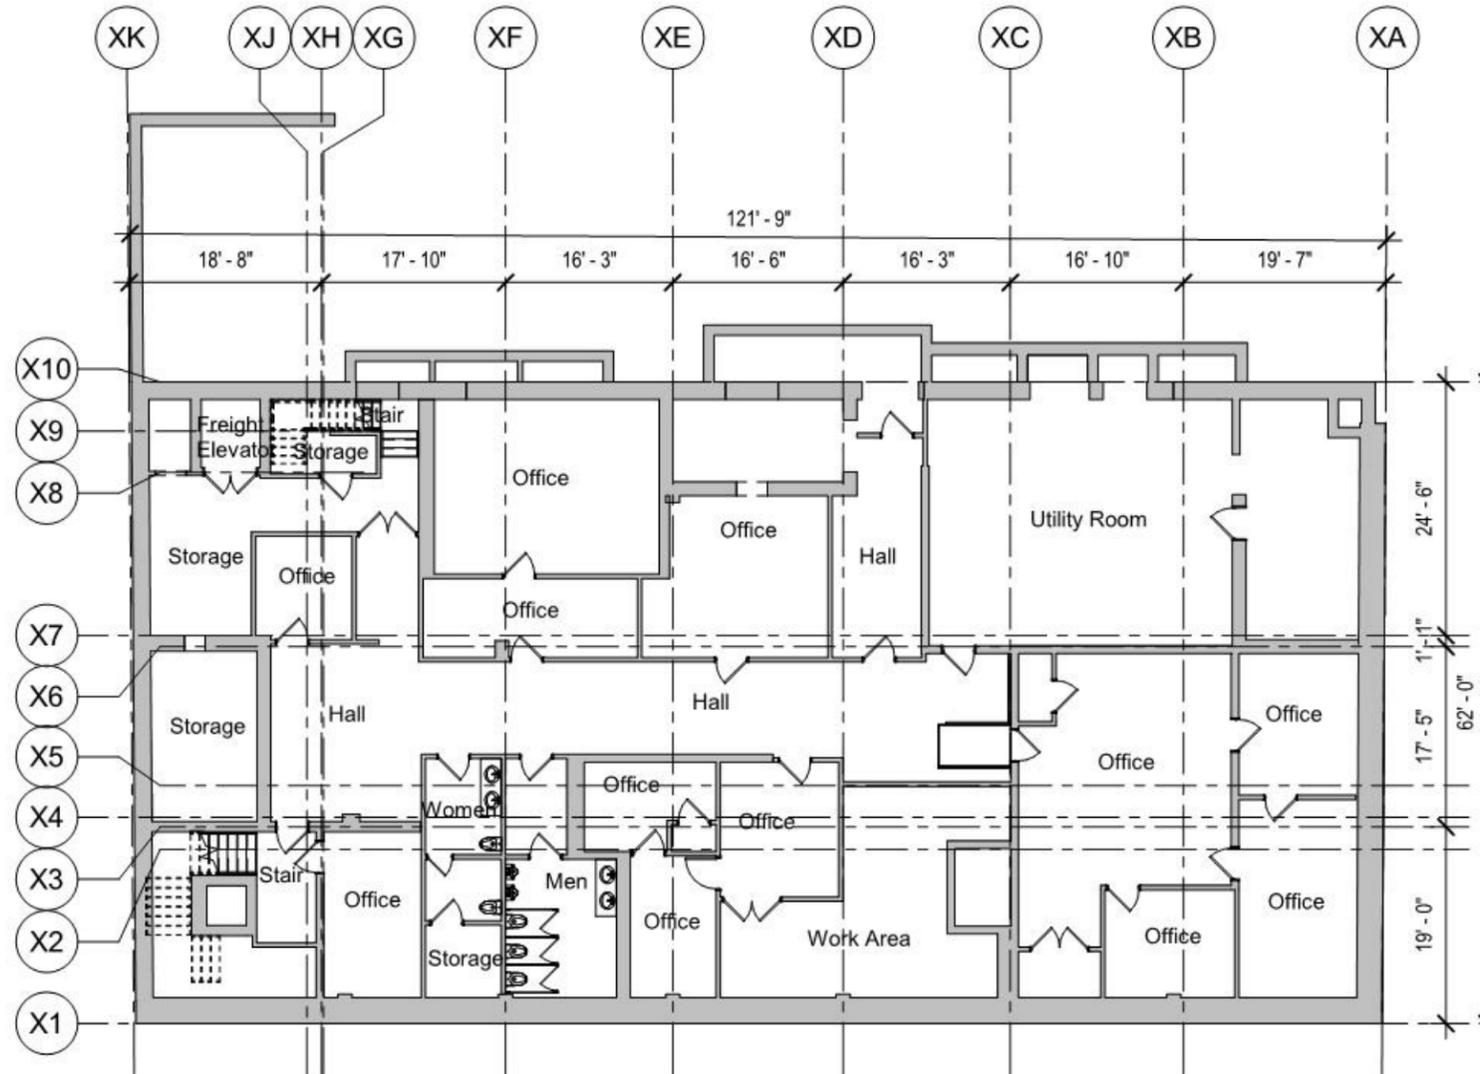 XK XJ XH XG XF XE XD XC XB XA
121' - 9"
18' - 8" 17' - 10" 16' - 3" 16' - 6" 16' - 3" 16' - 10" 19' - 7"
X10
X9
X8
X7
X6
X5
X4
X3
X2
X1
Freight
Elevator
Stair
Storage
Office
Office
Utility Room
Storage
Office
Hall
Office
24' - 6"
1' - 1"
17' - 5"
62' - 0"
19' - 0"
Storage
Hall
Hall
Office
Office
Office
Women
Office
Stair
Office
Men
Office
Work Area
Office
Office
Storage